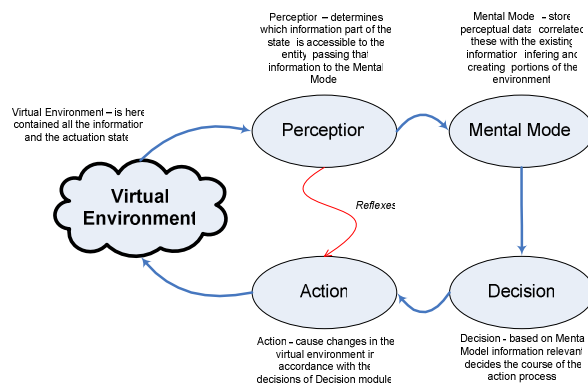 Perception – determines
which information part of the
state is accessible to the
entity passing that
information to the Mental
Mode
Mental Mode – store
perceptual data correlated
these with the existing
information infering and
creating portions of the
environment
Virtual Environment – is here
contained all the information
and the actuation state
Perception
Mental Mode
Virtual
Environment
Reflexes
Action
Decision
Action – cause changes in the
virtual environment in
accordance with the
decisions of Decision module
Decision – based on Menta
Model information relevant
decides the course of the
action process